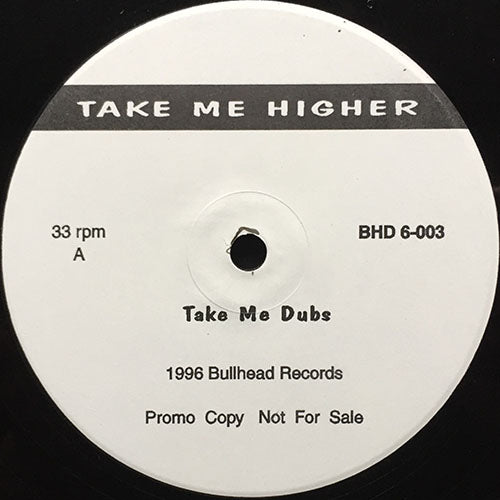 TAKE ME HIGHER
33 rpm BHD 6-003
A
Take Me Dubs
1996 Bullhead Records
Promo Copy Not For Sale